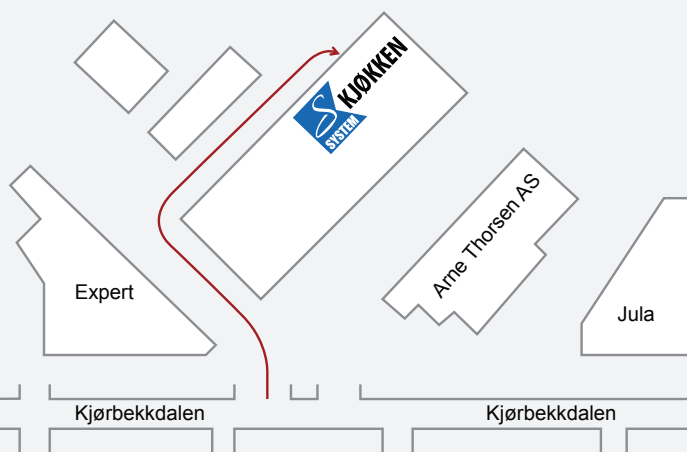 KJØKKEN
S
SYSTEM
Arne Thorsen AS
Expert
Jula
Kjørbekkdalen
Kjørbekkdalen